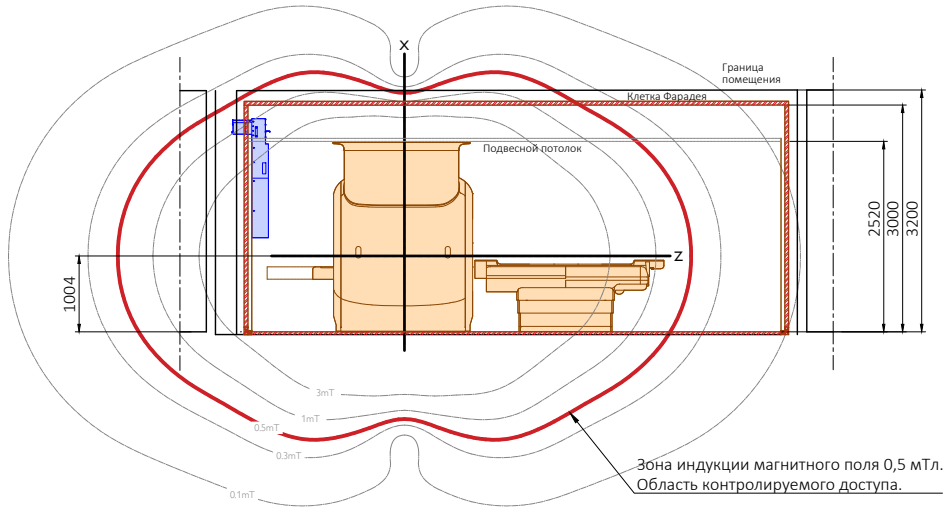 X
Граница
помещения
Клетка Фарадея
Подвесной потолок
2520
3000
3200
Z
1004
3mT
1mT
0.5mT
0.3mT
0.1mT
Зона индукции магнитного поля 0,5 мТл.
Область контролируемого доступа.